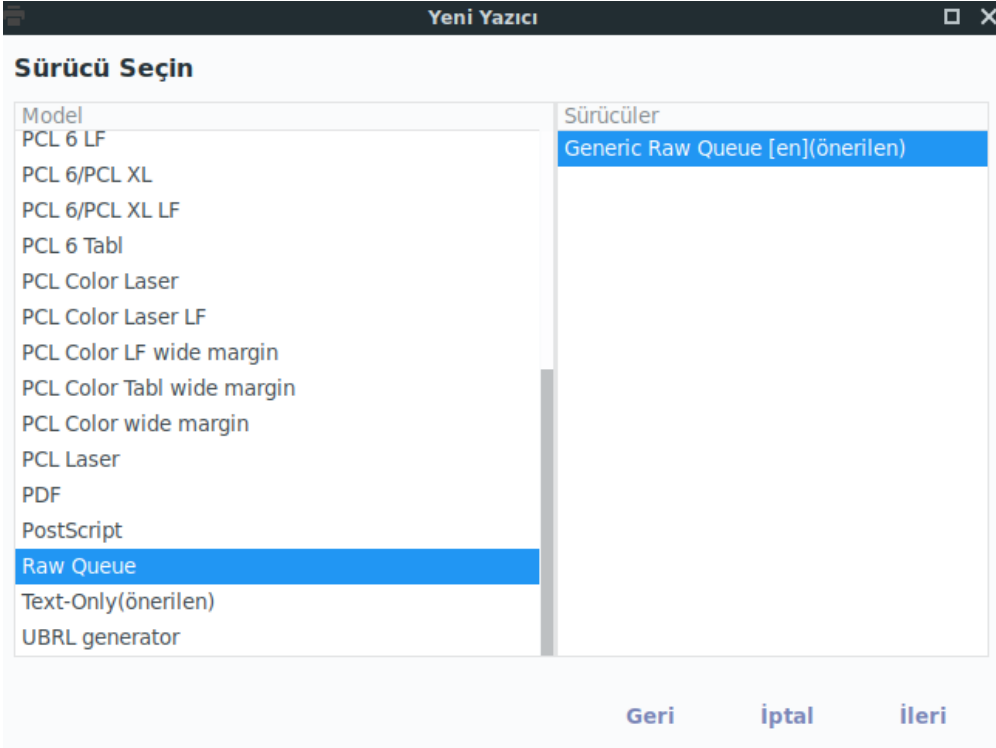 Yeni Yazıcı
Sürücü Seçin
Model
PCL 6 LF
PCL 6/PCL XL
PCL 6/PCL XL LF
PCL 6 Tabl
PCL Color Laser
PCL Color Laser LF
PCL Color LF wide margin
PCL Color Tabl wide margin
PCL Color wide margin
PCL Laser
PDF
PostScript
Raw Queue
Text-Only(önerilen)
UBRL generator
Sürücüler
Generic Raw Queue [en](önerilen)
Geri İptal İleri